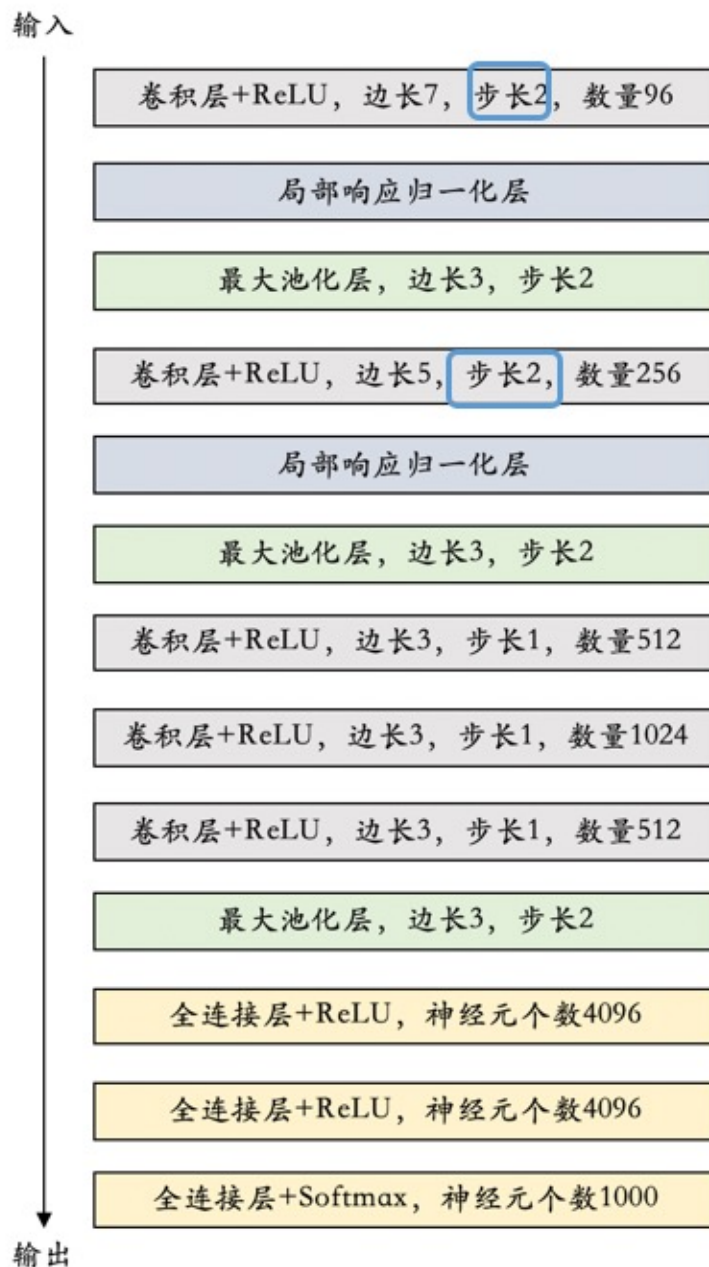 输入
卷积层+ReLU，边长7，步长2，数量96
局部响应归一化层
最大池化层，边长3，步长2
卷积层+ReLU，边长5，步长2，数量256
局部响应归一化层
最大池化层，边长3，步长2
卷积层+ReLU，边长3，步长1，数量512
卷积层+ReLU，边长3，步长1，数量1024
卷积层+ReLU，边长3，步长1，数量512
最大池化层，边长3，步长2
全连接层+ReLU，神经元个数4096
全连接层+ReLU，神经元个数4096
全连接层+Softmax，神经元个数1000
输出